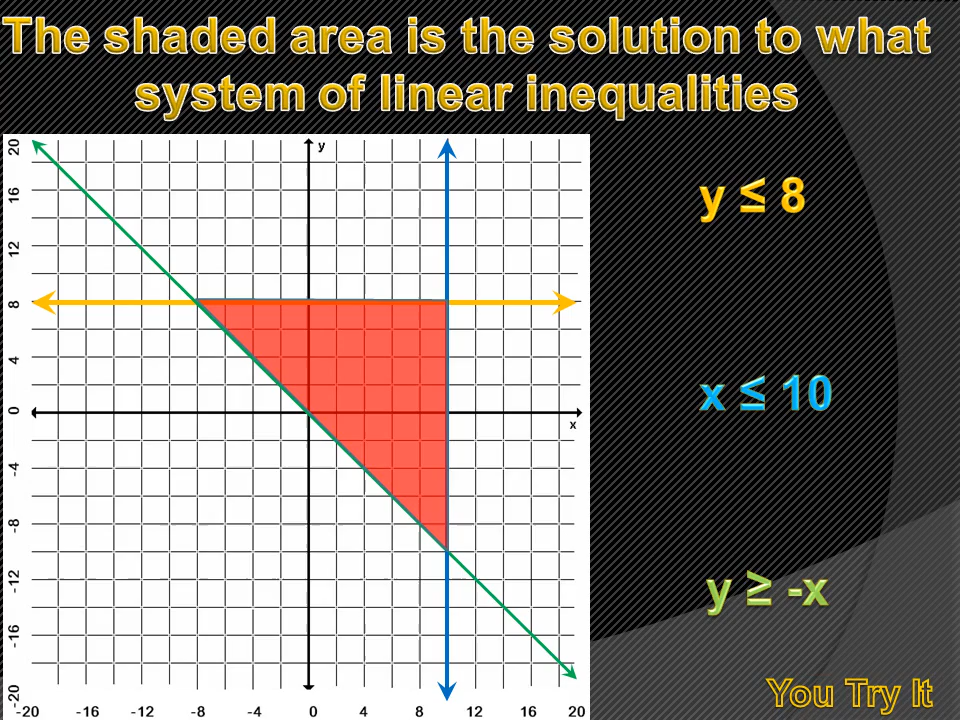 The shaded area is the solution to what
system of linear inequalities
y
20
16
12
8
4
0
-4
-8
-12
-16
-20
x
-20 -16 -12 -8 -4 0 4 8 12 16 20
y ≤ 8
x ≤ 10
y ≥ -x
You Try It